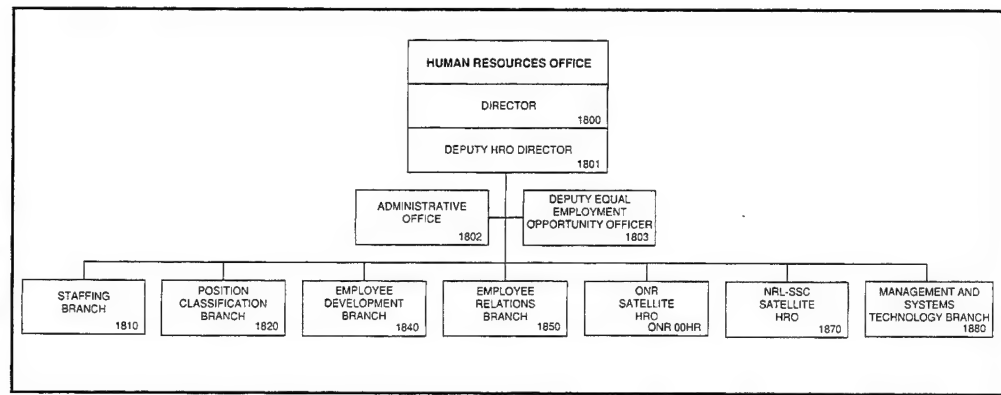 HUMAN RESOURCES OFFICE
DIRECTOR
1800
DEPUTY HRO DIRECTOR
1801
ADMINISTRATIVE
OFFICE
1802
DEPUTY EQUAL
EMPLOYMENT
OPPORTUNITY OFFICER
1803
STAFFING
BRANCH
1810
POSITION
CLASSIFICATION
BRANCH
1820
EMPLOYEE
DEVELOPMENT
BRANCH
1840
EMPLOYEE
RELATIONS
BRANCH
1850
ONR
SATELLITE
HRO
ONR 00HR
NRL-SSC
SATELLITE
HRO
1870
MANAGEMENT AND
SYSTEMS
TECHNOLOGY BRANCH
1880